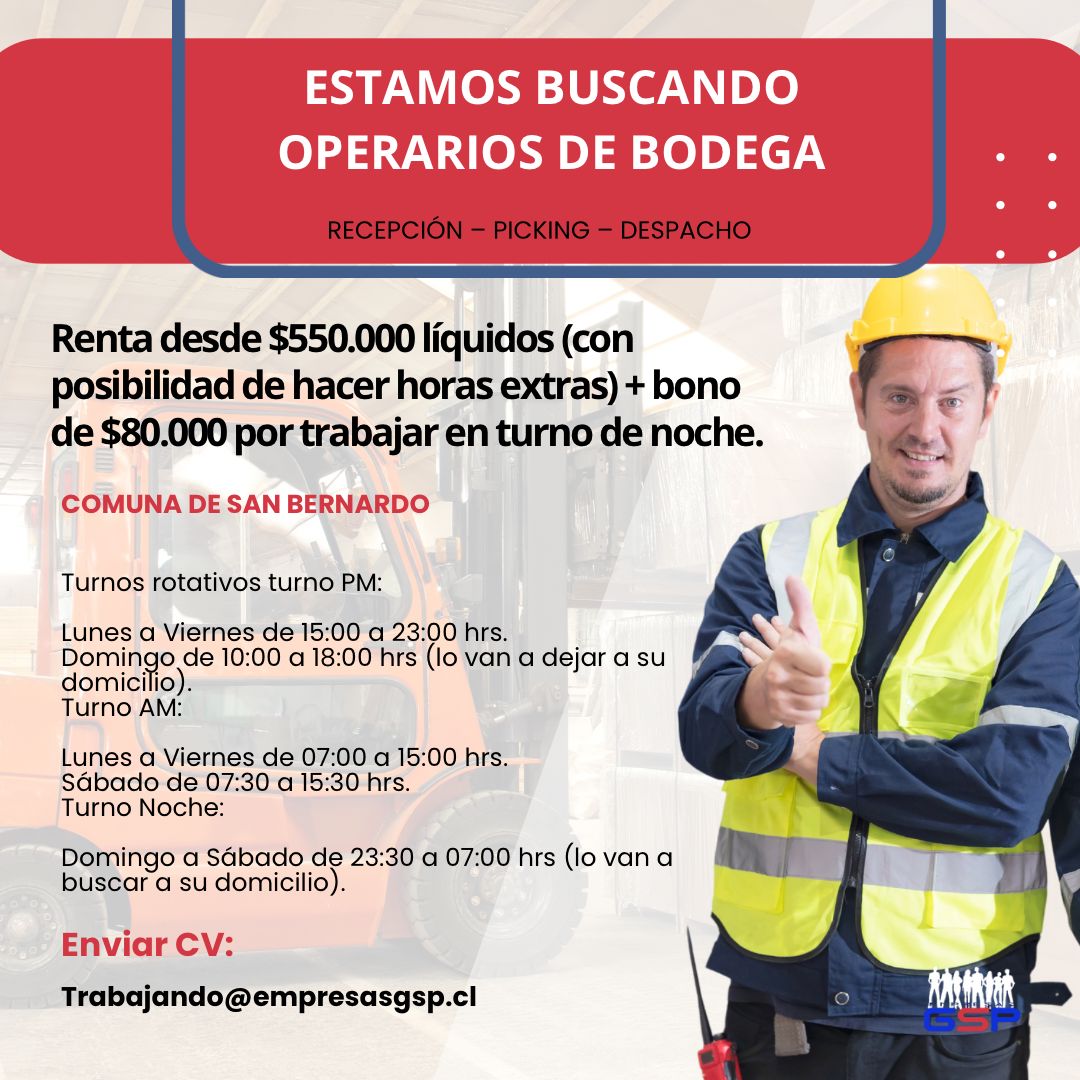 ESTAMOS BUSCANDO
OPERARIOS DE BODEGA
RECEPCIÓN – PICKING – DESPACHO
Renta desde $550.000 líquidos (con
posibilidad de hacer horas extras) + bono
de $80.000 por trabajar en turno de noche.
COMUNA DE SAN BERNARDO
Turnos rotativos turno PM:
Lunes a Viernes de 15:00 a 23:00 hrs.
Domingo de 10:00 a 18:00 hrs (lo van a dejar a su
domicilio).
Turno AM:
Lunes a Viernes de 07:00 a 15:00 hrs.
Sábado de 07:30 a 15:30 hrs.
Turno Noche:
Domingo a Sábado de 23:30 a 07:00 hrs (lo van a
buscar a su domicilio).
Enviar CV:
Trabajando@empresasgsp.cl
GSP